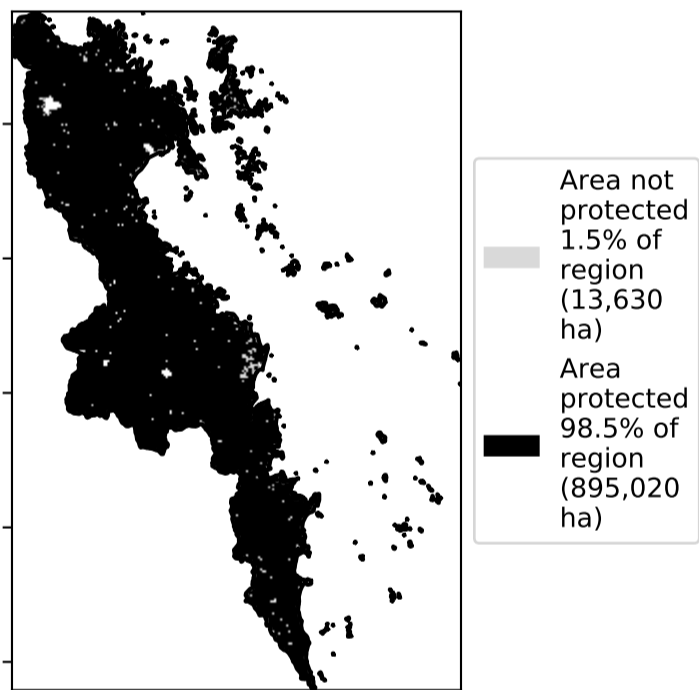 Area not
protected
1.5% of
region
(13,630
ha)
Area
protected
98.5% of
region
(895,020
ha)